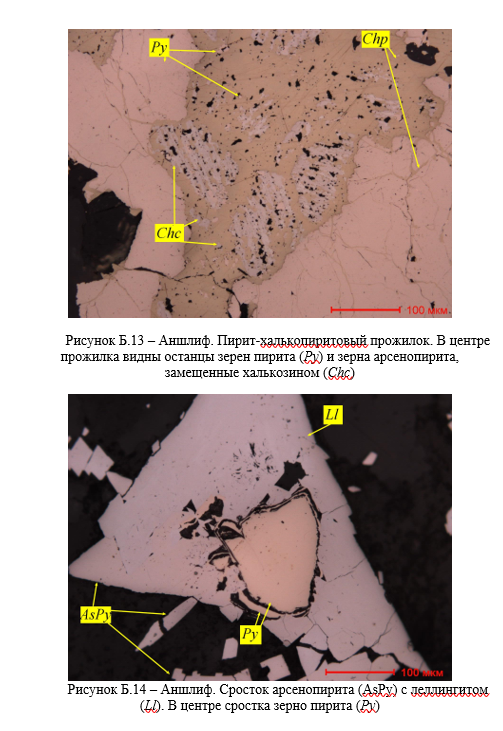 Py
Chp
Chc
100 мкм
Рисунок Б.13 – Аншлиф. Пирит-халькопиритовый прожилок. В центре
прожилка видны останцы зерен пирита (Py) и зерна арсенопирита,
замещенные халькозином (Chc)
Ll
AsPy
Py
100 мкм
Рисунок Б.14 – Аншлиф. Сросток арсенопирита (AsPy) с леллингитом
(Ll). В центре сростка зерно пирита (Py)